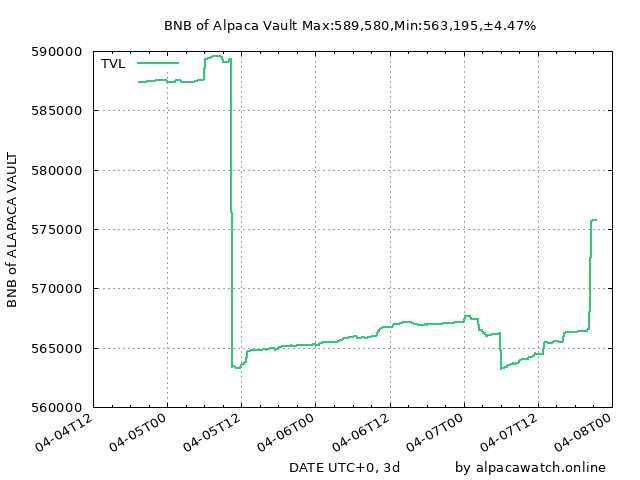 BNB of Alpaca Vault Max:589,580,Min:563,195,±4.47%
TVL
590000
585000
580000
575000
570000
565000
560000
BNB of ALAPACA VAULT
04-04T12
04-05T00
04-05T12
04-06T00
04-06T12
04-07T00
04-07T12
04-08T00
DATE UTC+0, 3d
by alpacawatch.online